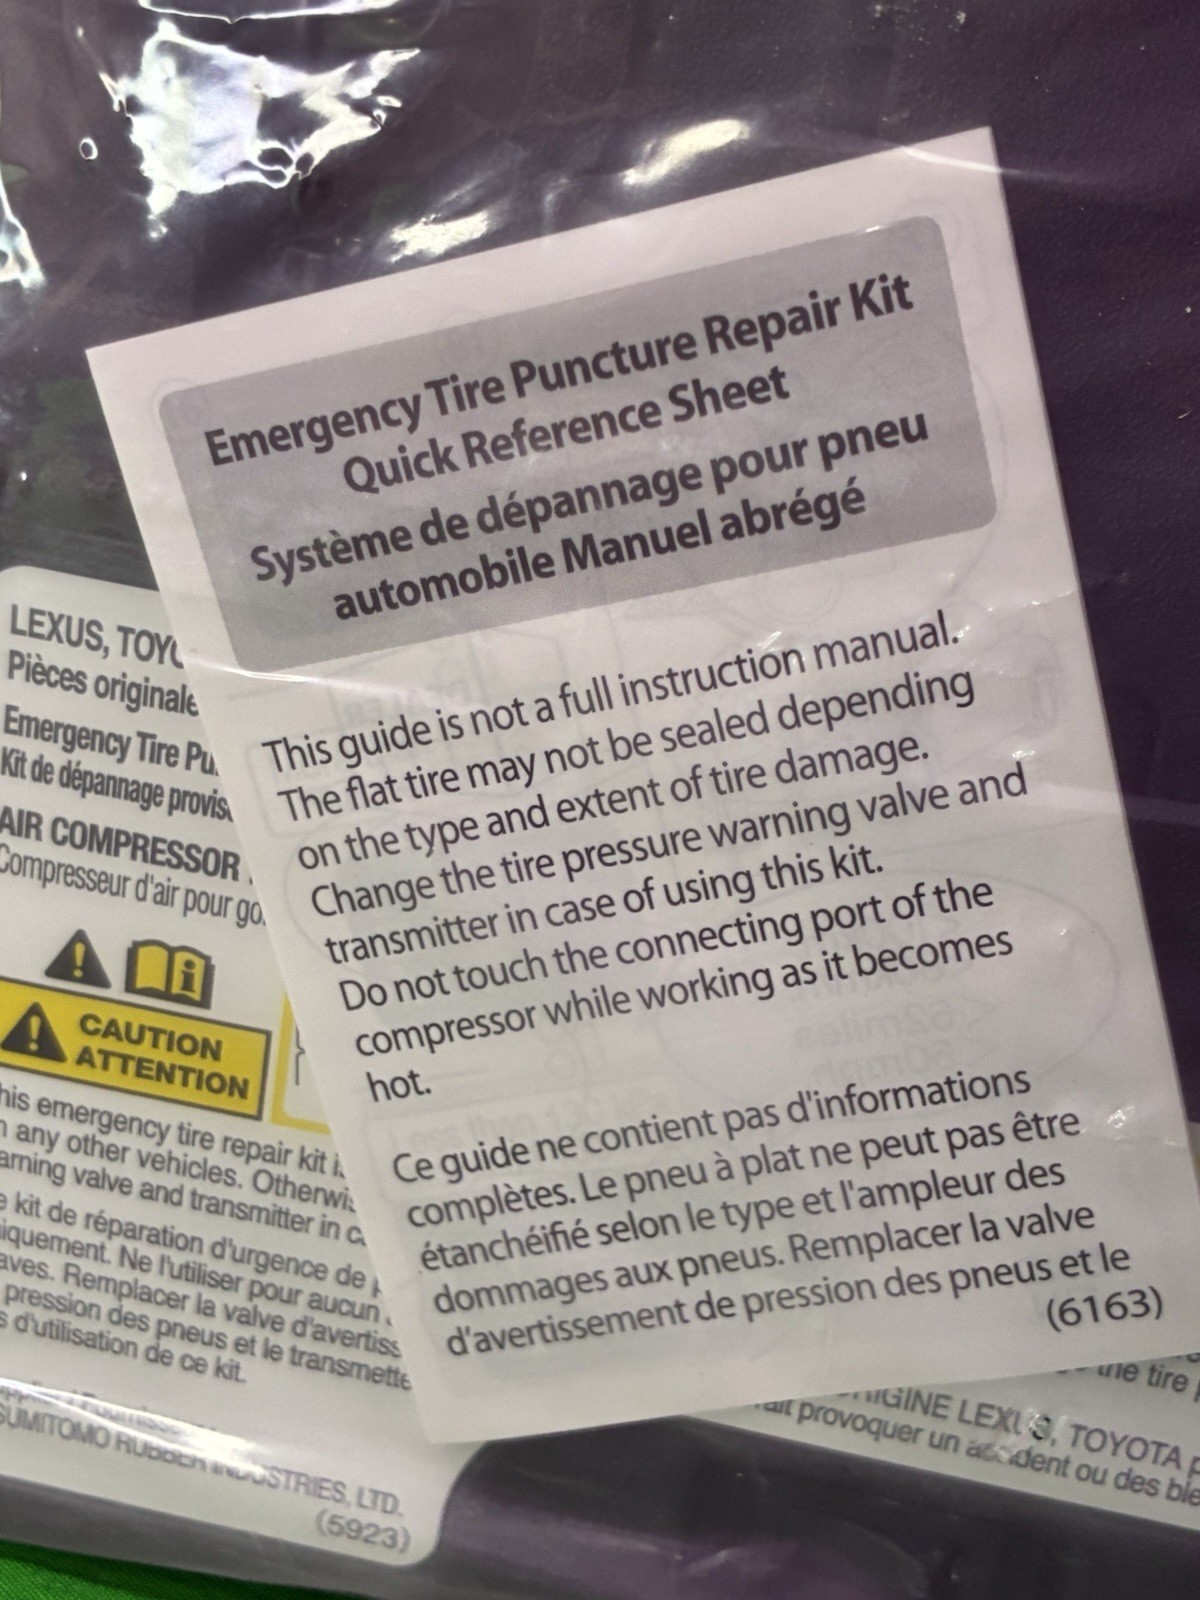 Emergency Tire Puncture Repair Kit
Quick Reference Sheet
Système de dépannage pour pneu
automobile Manuel abrégé
This guide is not a full instruction manual.
The flat tire may not be sealed depending
on the type and extent of tire damage.
Change the tire pressure warning valve and
transmitter in case of using this kit.
Do not touch the connecting port of the
compressor while working as it becomes
hot.
Ce guide ne contient pas d'informations
complètes. Le pneu à plat ne peut pas être
étanchéifié selon le type et l'ampleur des
dommages aux pneus. Remplacer la valve
d'avertissement de pression des pneus et le
(6163)
LEXUS, TOY
Pièces originale
Emergency Tire Pu
Kit de dépannage provis
AIR COMPRESSOR
Compresseur d'air pour go
CAUTION
ATTENTION
his emergency tire repair kit
any other vehicles. Otherwis
arning valve and transmitter in
kit de réparation d'urgence de
iquement. Ne l'utiliser pour aucun
aves. Remplacer la valve d'avertiss
pression des pneus et le transmette
s d'utilisation de ce kit.
SUMITOMO RUBBER INDUSTRIES, LTD.
(5923)
the tire
RIGINE LEXUS, TOYOTA
ait provoquer un accident ou des ble